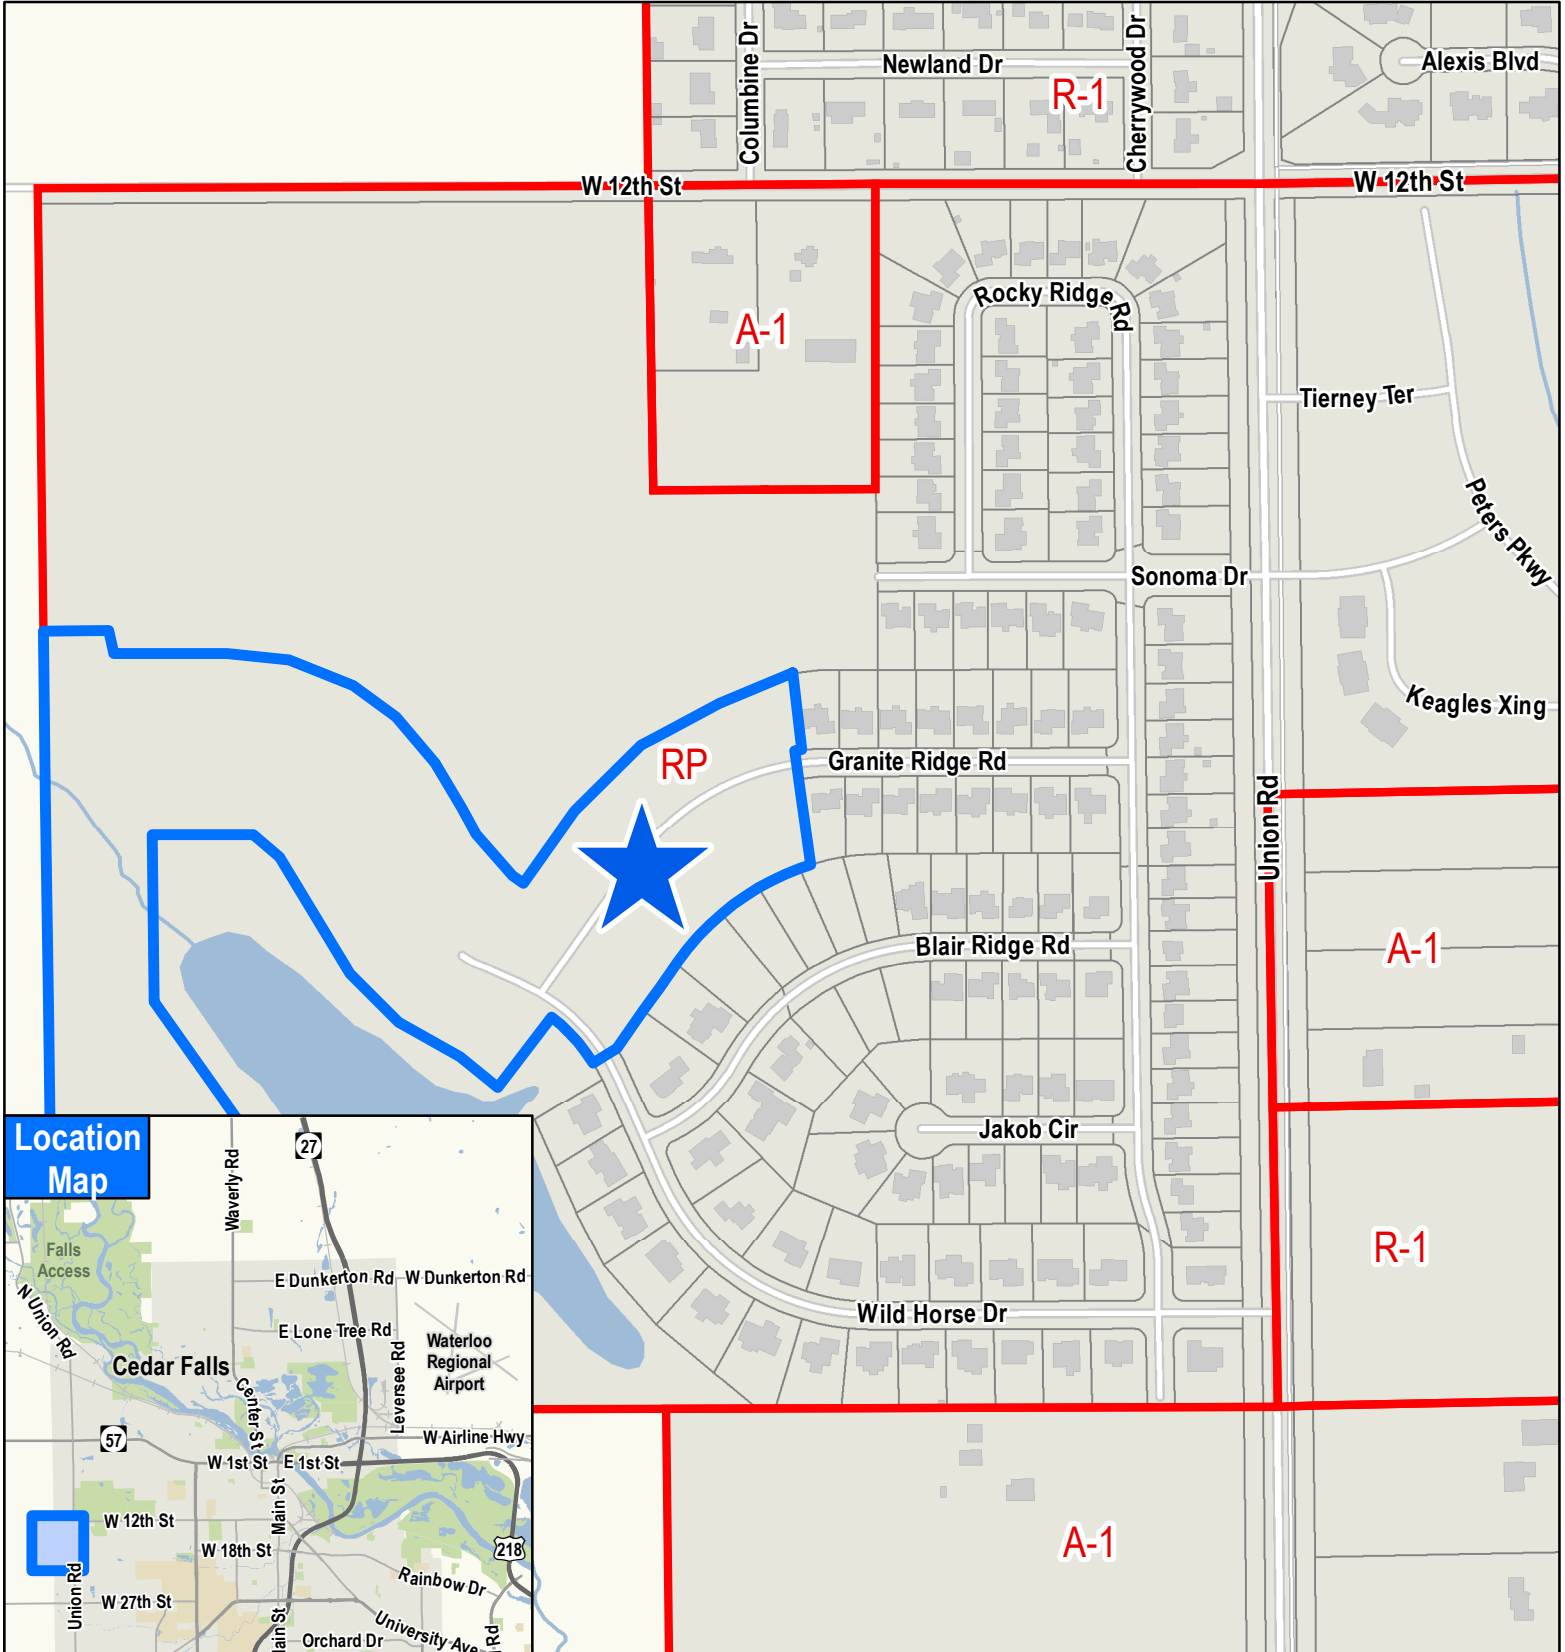 Columbine Dr
Newland Dr
R-1
Cherrywood Dr
Alexis Blvd
W 12th St
W 12th St
A-1
Rocky Ridge Rd
Tierney Ter
Peters Pkwy
Sonoma Dr
Keagles Xing
RP
Granite Ridge Rd
Union Rd
Blair Ridge Rd
A-1
Jakob Cir
R-1
Wild Horse Dr
A-1
Location
Map
27
Waverly Rd
Falls
Access
N Union Rd
E Dunkerton Rd
W Dunkerton Rd
E Lone Tree Rd
Leversee Rd
Waterloo
Regional
Airport
Cedar Falls
Center St
57
W Airline Hwy
W 1st St
E 1st St
Main St
W 12th St
W 18th St
218
Rainbow Dr
Union Rd
W 27th St
University Ave
Orchard Dr
Rd